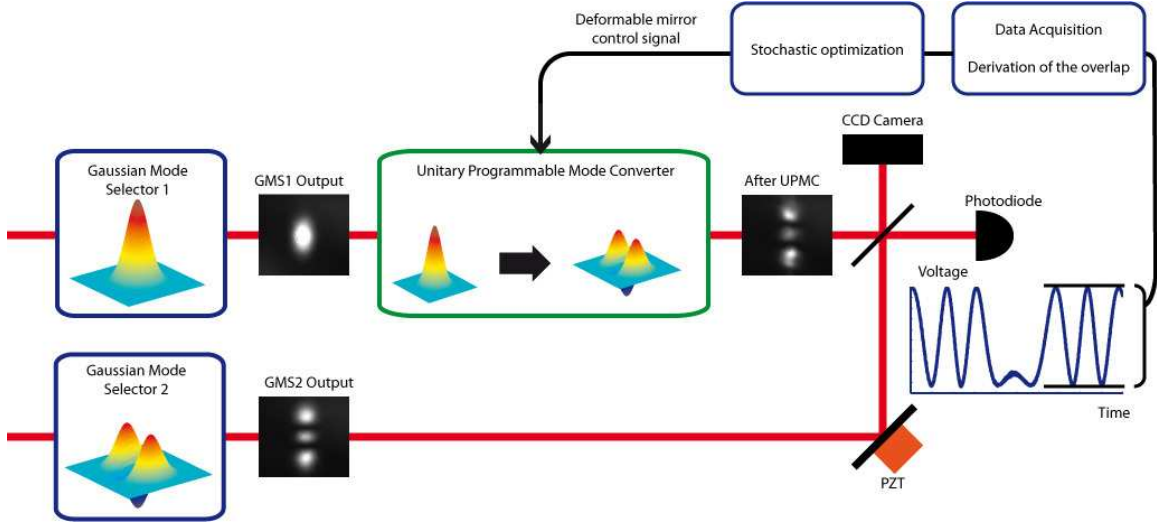 Deformable mirror
control signal
Stochastic optimization
Data Acquisition
Derivation of the overlap
CCD Camera
Gaussian Mode
Selector 1
GMS1 Output
Unitary Programmable Mode Converter
After UPMC
Photodiode
Voltage
Gaussian Mode
Selector 2
GMS2 Output
Time
PZT